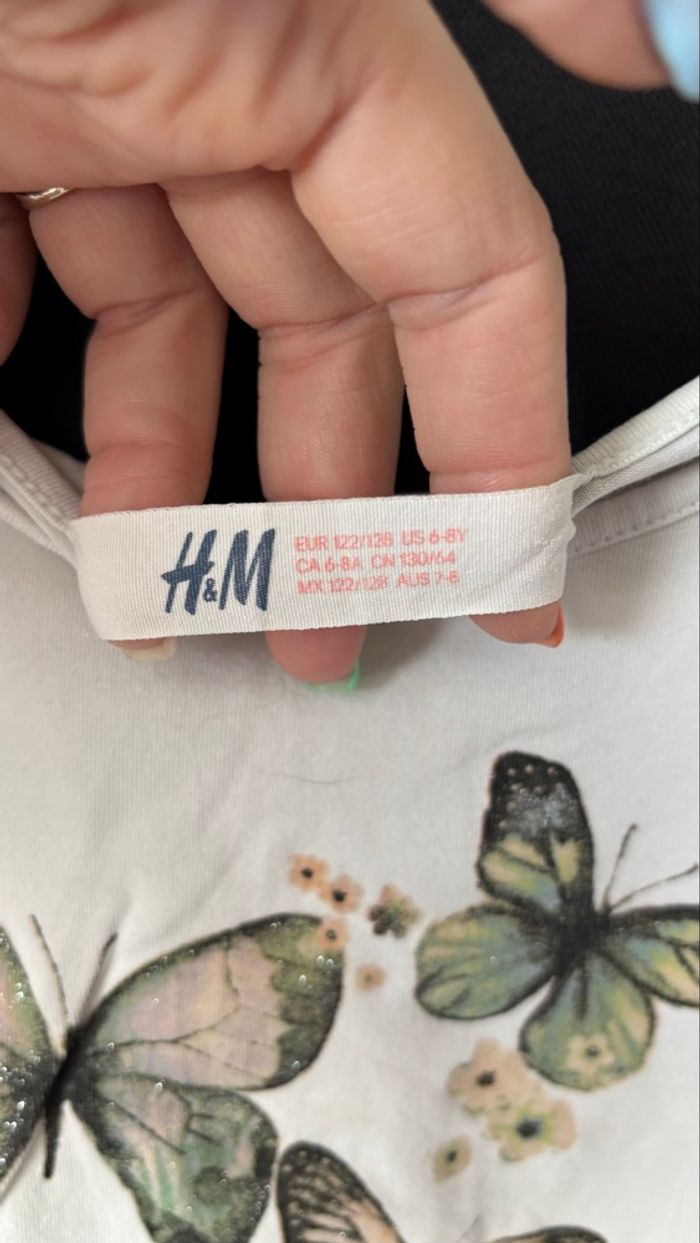 H&M
EUR 122/128 US 6-8Y
CA 6-8A CN 130/64
MX 122/128 AUS 7-8